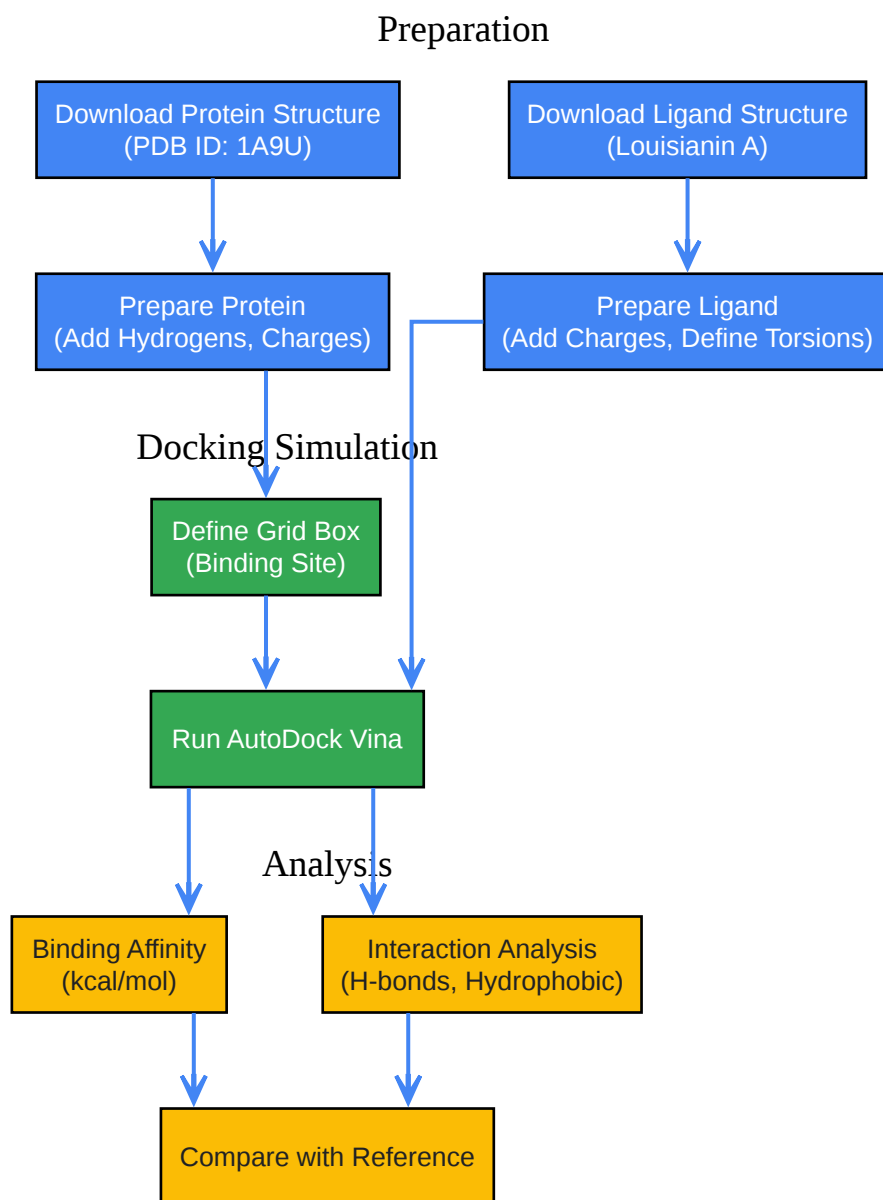 Preparation
Download Protein Structure
(PDB ID: 1A9U)
Download Ligand Structure
(Louisianin A)
Prepare Protein
(Add Hydrogens, Charges)
Prepare Ligand
(Add Charges, Define Torsions)
Docking Simulation
Define Grid Box
(Binding Site)
Run AutoDock Vina
Analysis
Binding Affinity
(kcal/mol)
Interaction Analysis
(H-bonds, Hydrophobic)
Compare with Reference